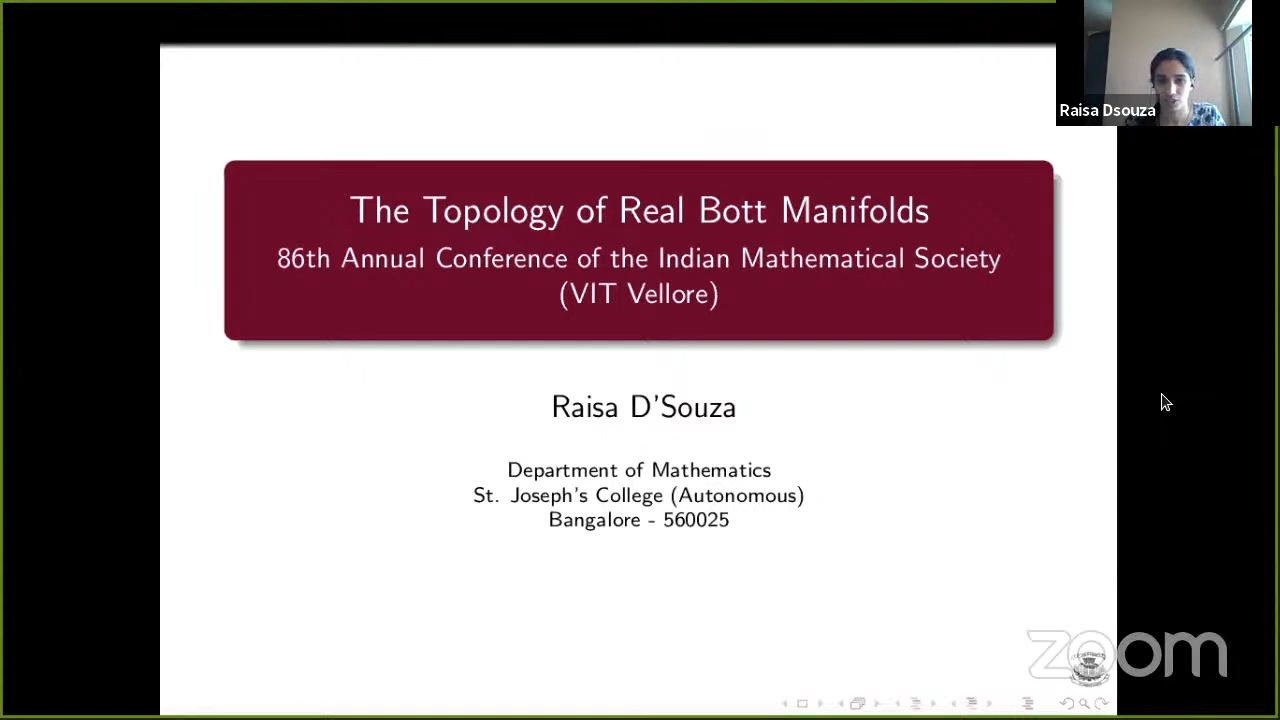 Raisa Dsouza
The Topology of Real Bott Manifolds
86th Annual Conference of the Indian Mathematical Society
(VIT Vellore)
Raisa D'Souza
Department of Mathematics
St. Joseph's College (Autonomous)
Bangalore - 560025
zoom